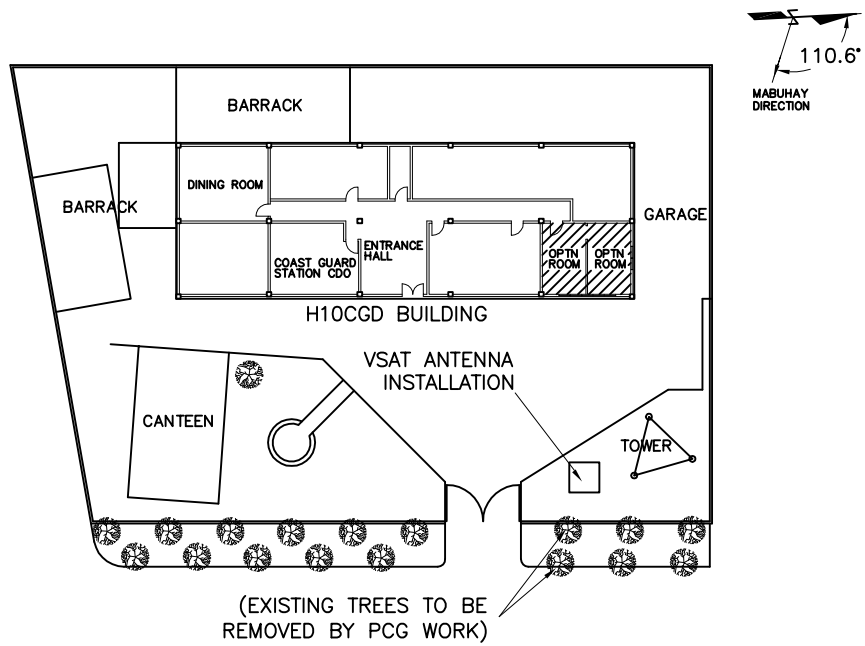 110.6°
MABUHAY
DIRECTION
BARRACK
DINING ROOM
BARRACK
GARAGE
ENTRANCE
HALL
OPTN
ROOM
OPTN
ROOM
COAST GUARD
STATION CDO
H10CGD BUILDING
VSAT ANTENNA
INSTALLATION
CANTEEN
TOWER
(EXISTING TREES TO BE
REMOVED BY PCG WORK)